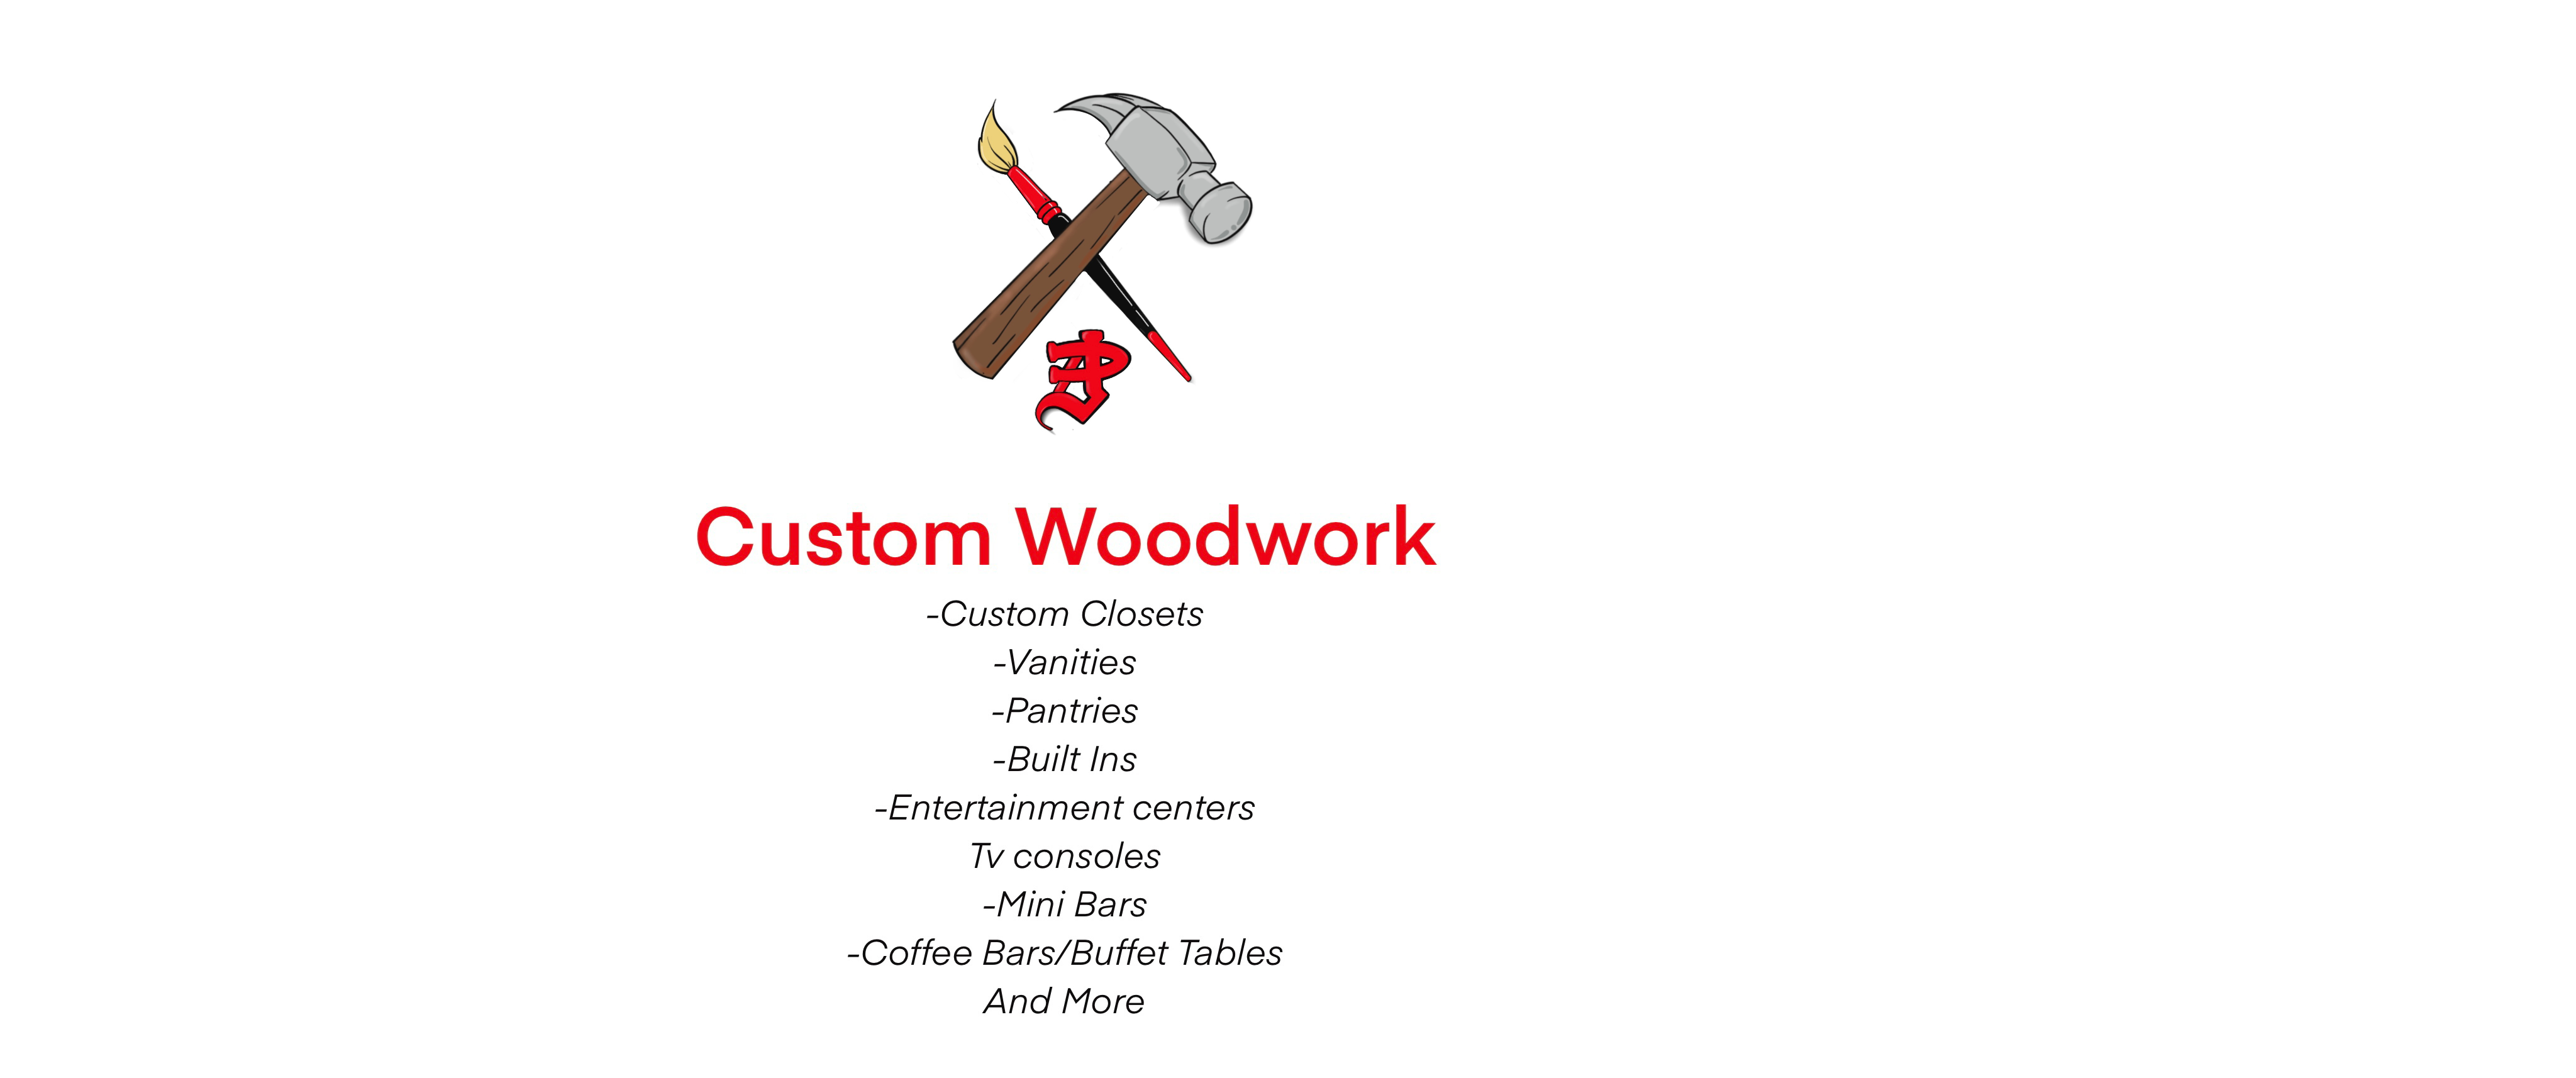 Custom Woodwork
-Custom Closets
-Vanities
-Pantries
-Built Ins
-Entertainment centers
Tv consoles
-Mini Bars
-Coffee Bars/Buffet Tables
And More